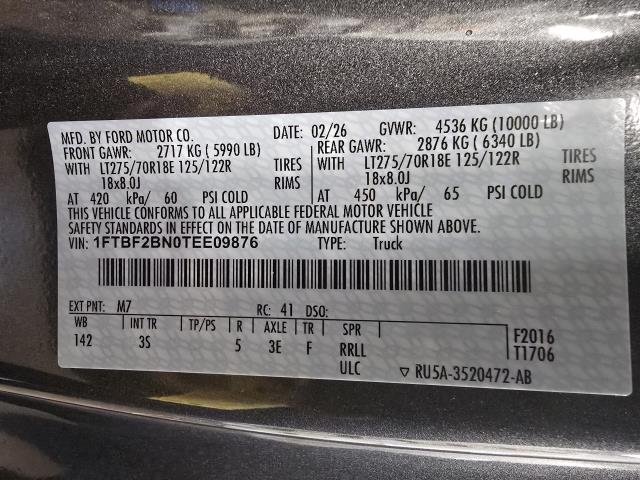 MFD. BY FORD MOTOR CO. DATE: 02/26 GVWR: 4536 KG (10000 LB)
FRONT GAWR: 2717 KG ( 5990 LB) REAR GAWR: 2876 KG ( 6340 LB)
WITH LT275/70R18E 125/122R TIRES WITH LT275/70R18E 125/122R TIRES
18x8.0J RIMS 18x8.0J RIMS
AT 420 kPa/ 60 PSI COLD AT 450 kPa/ 65 PSI COLD
THIS VEHICLE CONFORMS TO ALL APPLICABLE FEDERAL MOTOR VEHICLE
SAFETY STANDARDS IN EFFECT ON THE DATE OF MANUFACTURE SHOWN ABOVE.
VIN: 1FTBF2BN0TEE09876 TYPE: Truck
EXT PNT: M7 RC: 41 DSO:
WB INT TR TP/PS R AXLE TR SPR F2016
142 3S 5 3E F RRLL T1706
ULC ▽ RU5A-3520472-AB